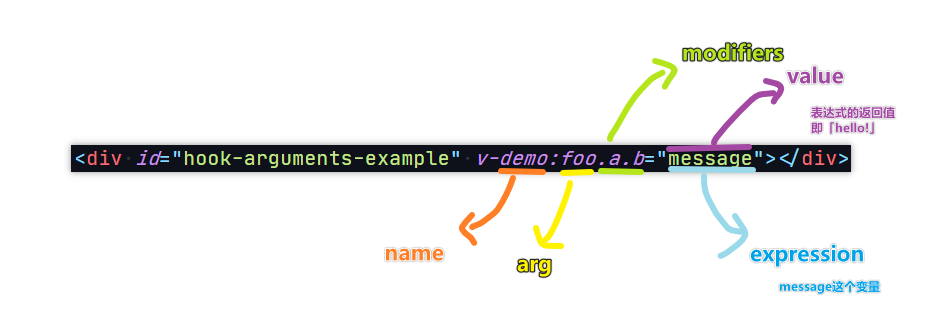 modifiers
value
表达式的返回值
即「hello!」
<div id="hook-arguments-example" v-demo:foo.a.b="message"></div>
name
arg
expression
message这个变量